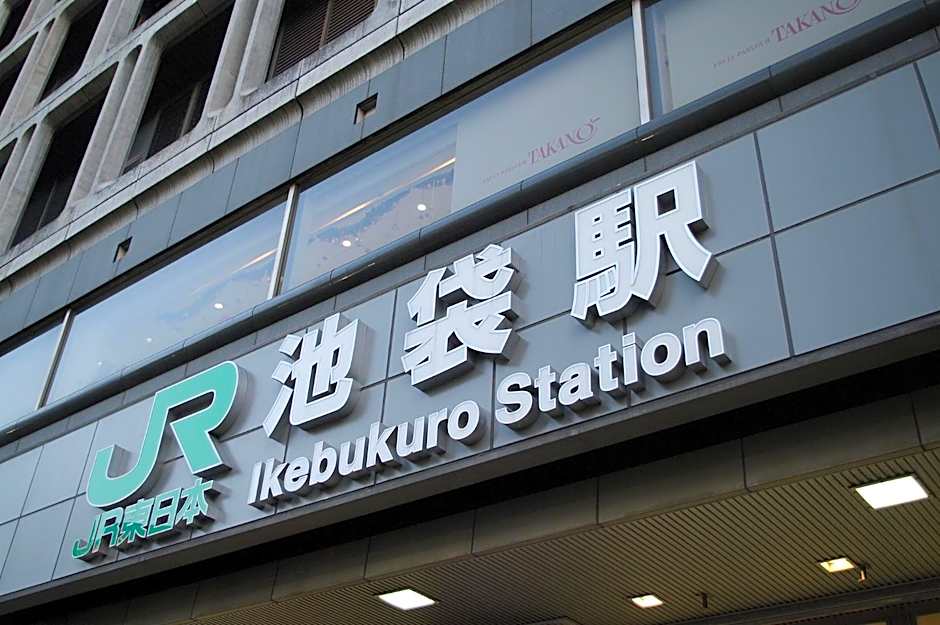 TAKANO
TAKANO
JR 池袋駅
JR東日本 Ikebukuro Station